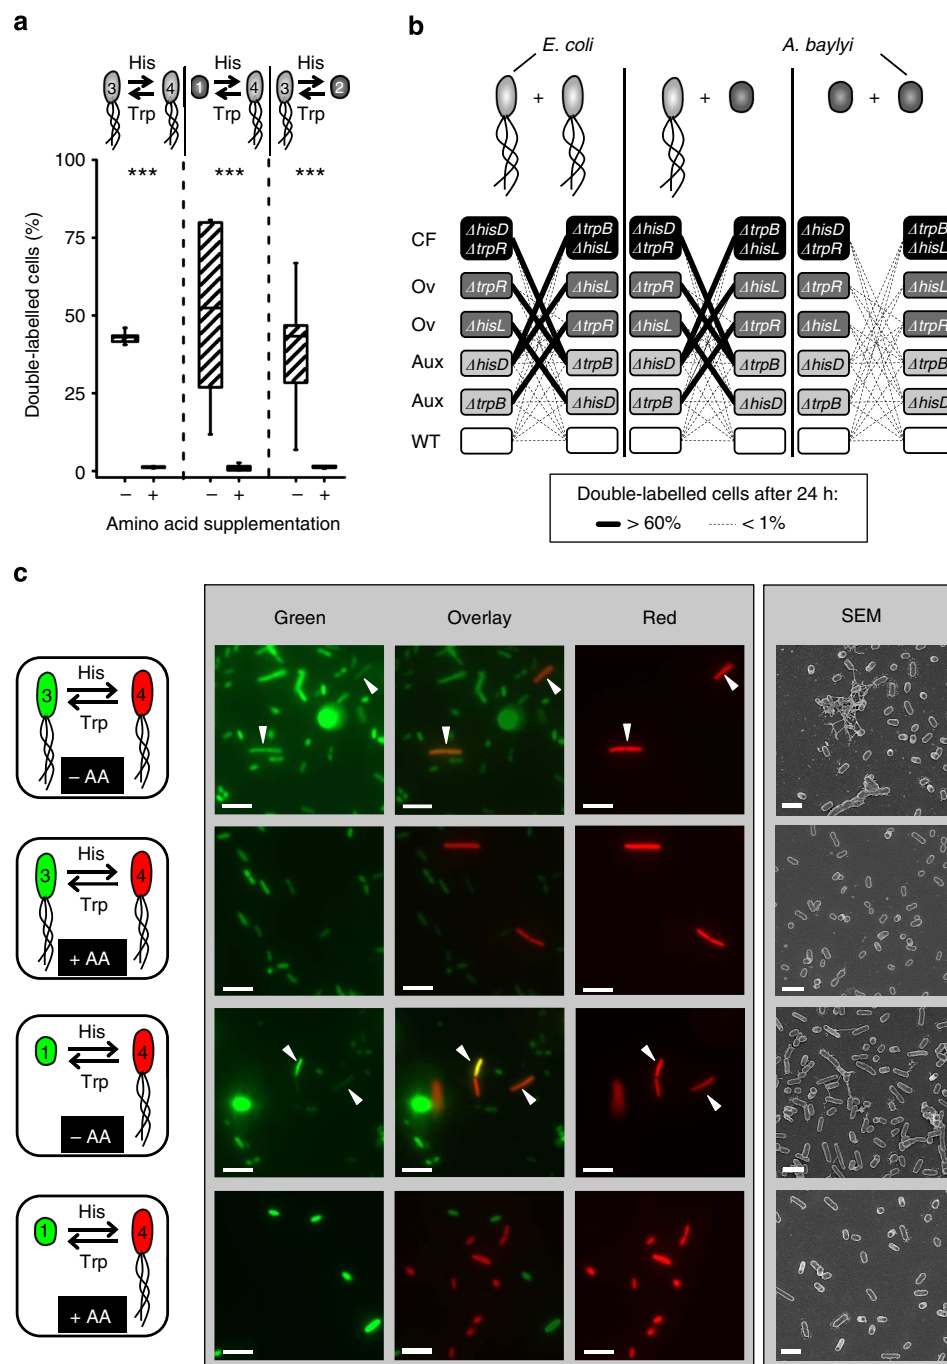 a
His
Trp
3
4
His
Trp
1
4
His
Trp
3
2
Double-labelled cells (%)
100
75
50
25
0
*** *** ***
– + – + – +
Amino acid supplementation
b
E. coli
A. baylyi
+ + +
CF
Ov
Ov
Aux
Aux
WT
ΔhisD
ΔtrpR
ΔtrpB
ΔhisL
ΔhisD
ΔtrpR
ΔtrpB
ΔhisL
ΔhisD
ΔtrpR
ΔtrpB
ΔhisL
ΔtrpR ΔhisL ΔtrpR ΔhisL ΔtrpR ΔhisL
ΔhisL ΔtrpR ΔhisL ΔtrpR ΔhisL ΔtrpR
ΔhisD ΔtrpB ΔhisD ΔtrpB ΔhisD ΔtrpB
ΔtrpB ΔhisD ΔtrpB ΔhisD ΔtrpB ΔhisD
Double-labelled cells after 24 h:
> 60% < 1%
c
Green Overlay Red SEM
His
3 4
Trp
– AA
His
3 4
Trp
+ AA
His
1 4
Trp
– AA
His
1 4
Trp
+ AA